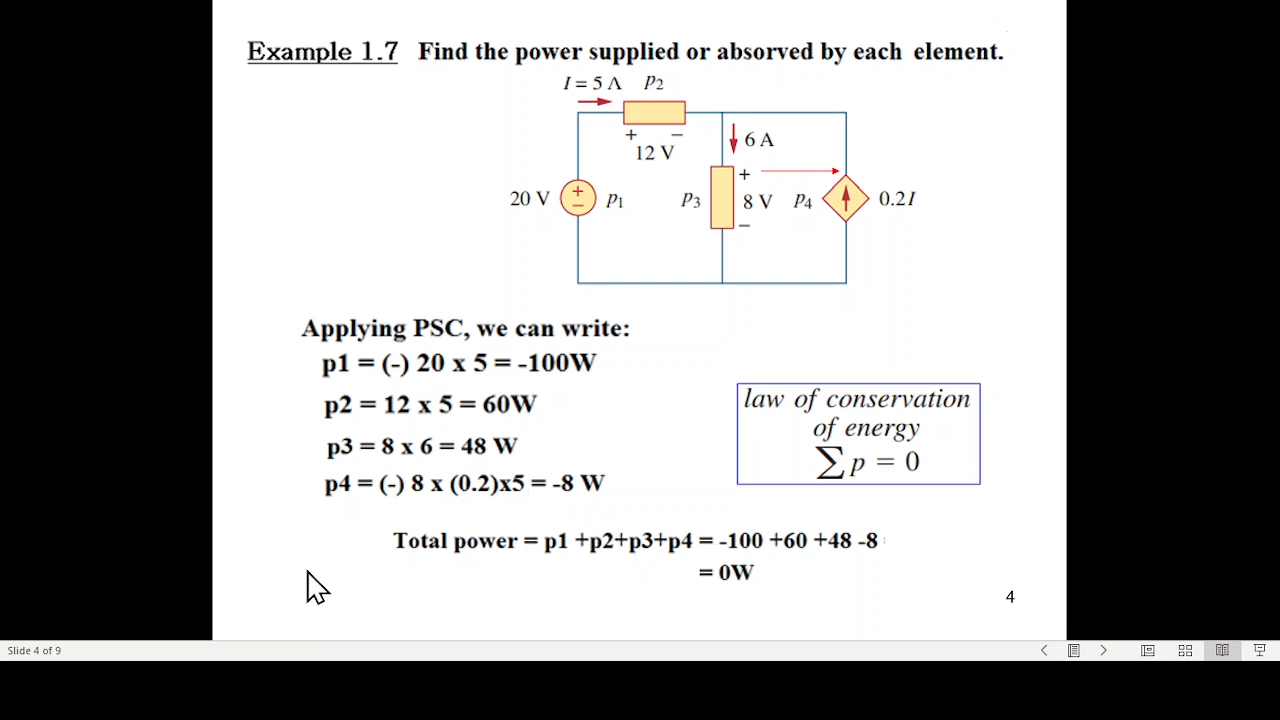 Example 1.7 Find the power supplied or absorved by each element.
I = 5 A p2
+ −
12 V
6 A
20 V + − p1 p3 + 8 V − p4 0.2I
Applying PSC, we can write:
p1 = (-) 20 x 5 = -100W
p2 = 12 x 5 = 60W
p3 = 8 x 6 = 48 W
p4 = (-) 8 x (0.2)x5 = -8 W
law of conservation
of energy
∑p = 0
Total power = p1 +p2+p3+p4 = -100 +60 +48 -8
= 0W
4
Slide 4 of 9